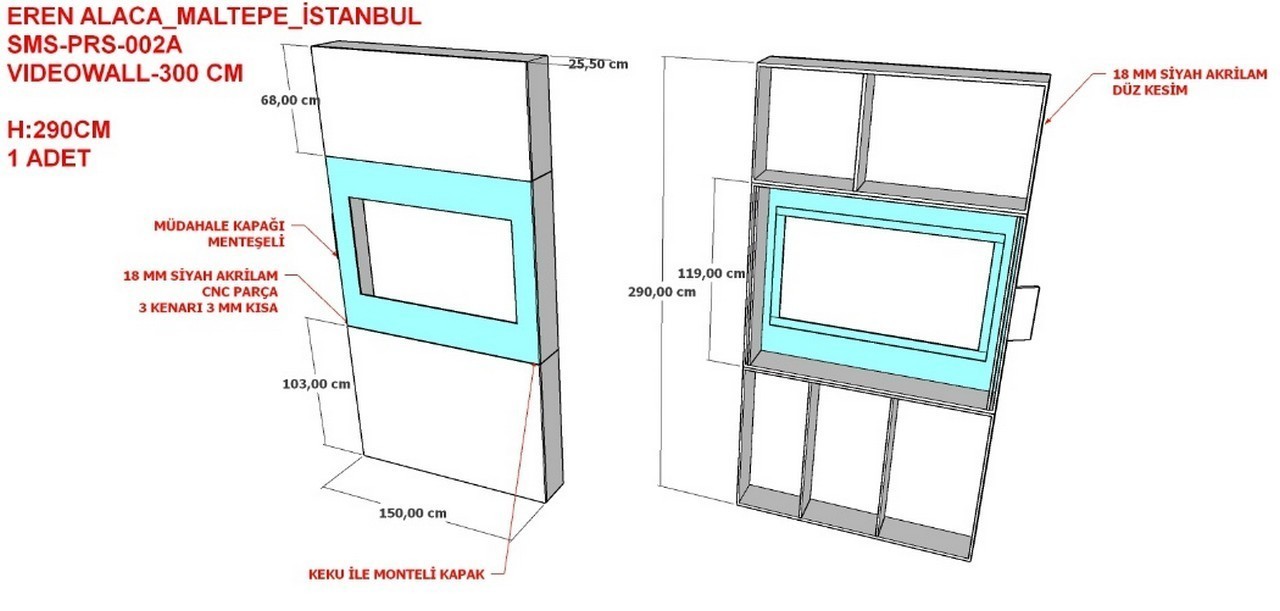 EREN ALACA_MALTEPE_İSTANBUL
SMS-PRS-002A
VIDEOWALL-300 CM
H:290CM
1 ADET
25,50 cm
68,00 cm
MÜDAHALE KAPAĞI
MENTEŞELİ
18 MM SİYAH AKRİLAM
CNC PARÇA
3 KENARI 3 MM KISA
103,00 cm
150,00 cm
KEKU İLE MONTELİ KAPAK
18 MM SİYAH AKRİLAM
DÜZ KESİM
119,00 cm
290,00 cm